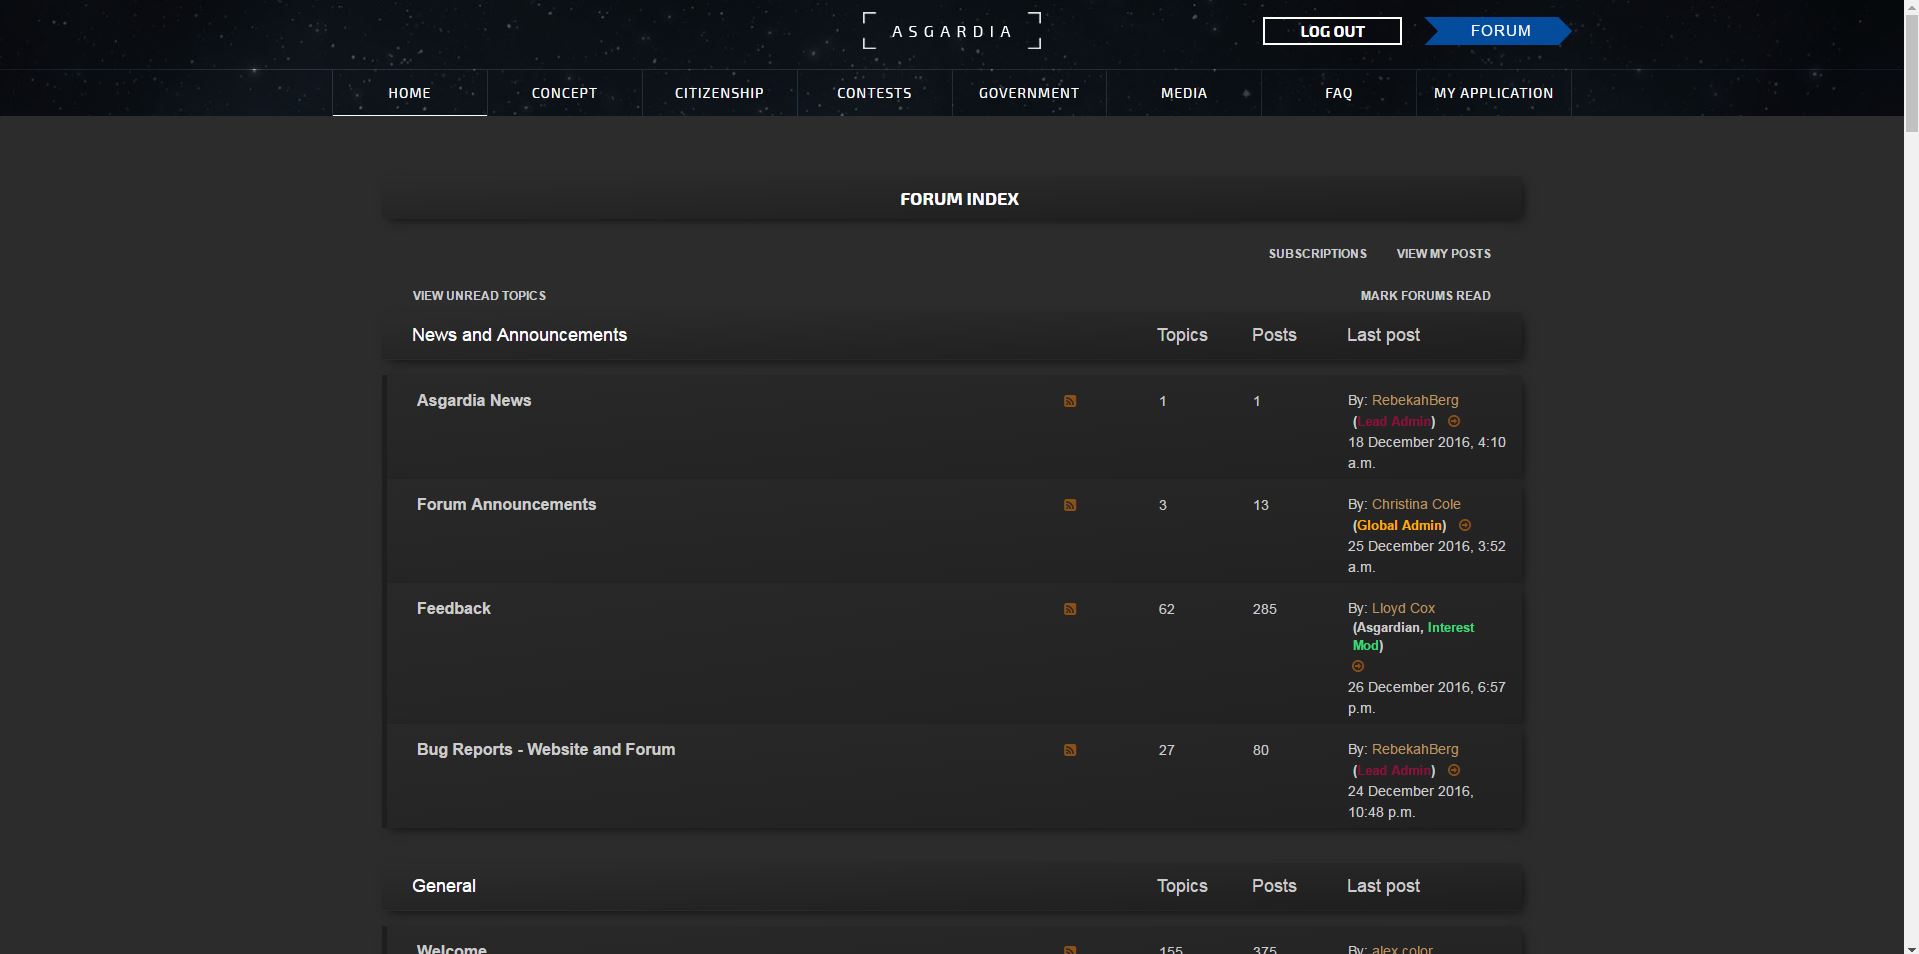 ASGARDIA
LOG OUT
FORUM
HOME CONCEPT CITIZENSHIP CONTESTS GOVERNMENT MEDIA FAQ MY APPLICATION
FORUM INDEX
SUBSCRIPTIONS VIEW MY POSTS
VIEW UNREAD TOPICS MARK FORUMS READ
News and Announcements Topics Posts Last post
Asgardia News 1 1 By: RebekahBerg
(Lead Admin)
18 December 2016, 4:10
a.m.
Forum Announcements 3 13 By: Christina Cole
(Global Admin)
25 December 2016, 3:52
a.m.
Feedback 62 285 By: Lloyd Cox
(Asgardian, Interest
Mod)
26 December 2016, 6:57
p.m.
Bug Reports - Website and Forum 27 80 By: RebekahBerg
(Lead Admin)
24 December 2016,
10:48 p.m.
General Topics Posts Last post
Welcome 155 375 By: alex.color